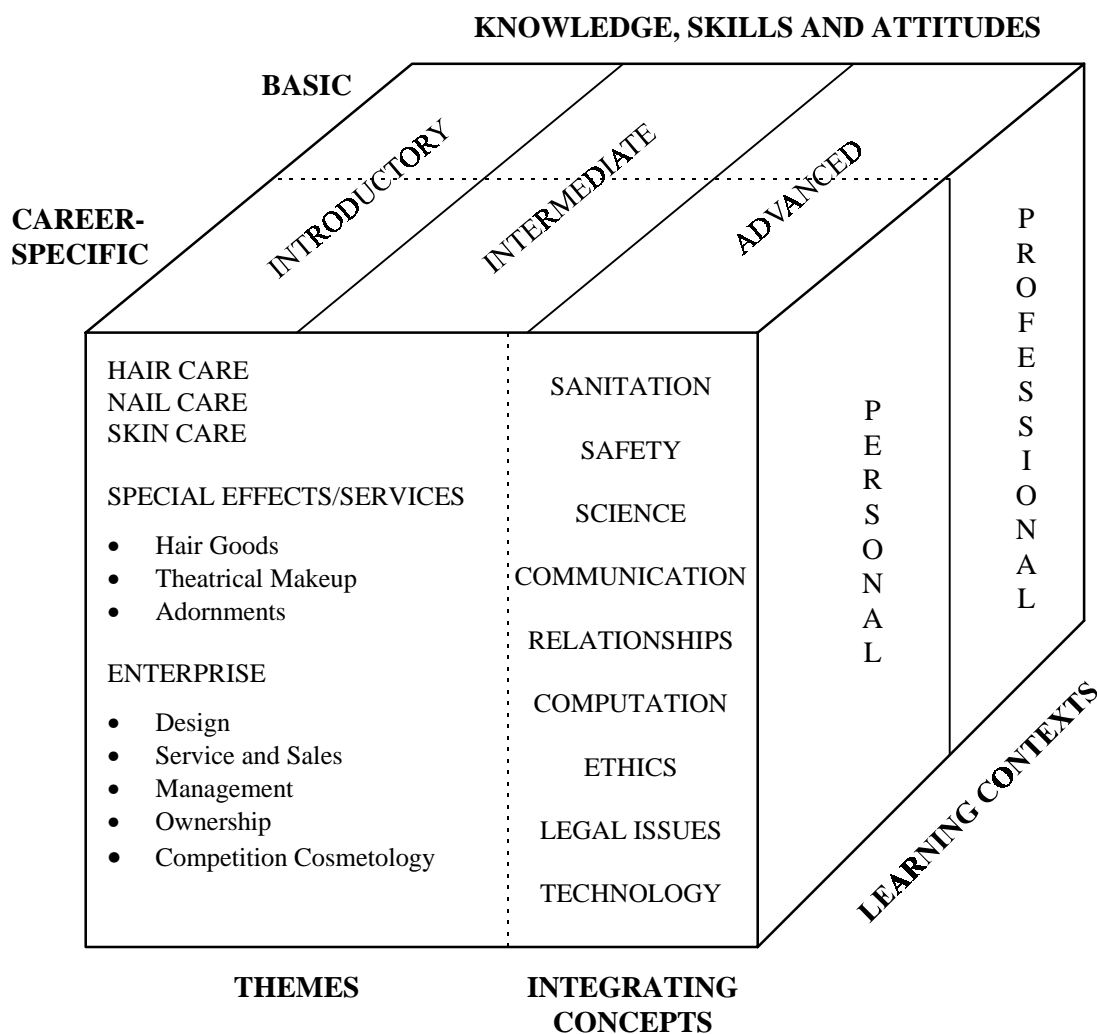 KNOWLEDGE, SKILLS AND ATTITUDES
BASIC
CAREER-
SPECIFIC
INTRODUCTORY
INTERMEDIATE
ADVANCED
HAIR CARE
NAIL CARE
SKIN CARE
SPECIAL EFFECTS/SERVICES
• Hair Goods
• Theatrical Makeup
• Adornments
ENTERPRISE
• Design
• Service and Sales
• Management
• Ownership
• Competition Cosmetology
SANITATION
SAFETY
SCIENCE
COMMUNICATION
RELATIONSHIPS
COMPUTATION
ETHICS
LEGAL ISSUES
TECHNOLOGY
PERSONAL
PROFESSIONAL
LEARNING CONTEXTS
THEMES
INTEGRATING
CONCEPTS